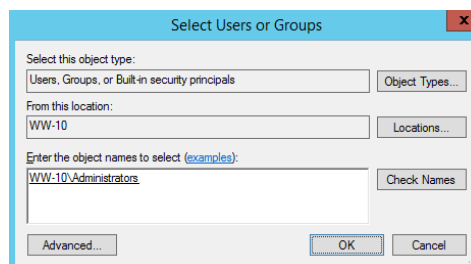 Select Users or Groups
x
Select this object type:
Users, Groups, or Built-in security principals
Object Types...
From this location:
WW-10
Locations...
Enter the object names to select (examples):
WW-10\Administrators
Check Names
Advanced...
OK
Cancel